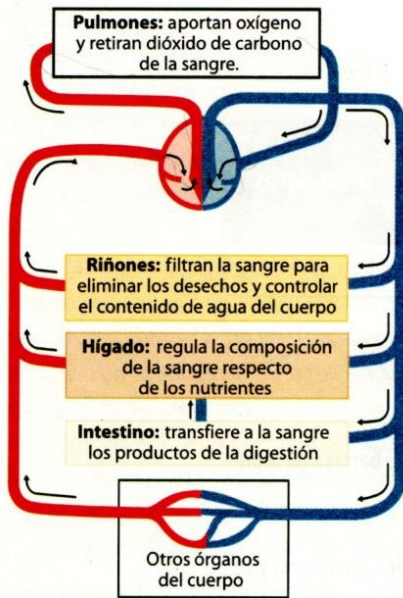 Pulmones: aportan oxígeno
y retiran dióxido de carbono
de la sangre.
Riñones: filtran la sangre para
eliminar los desechos y controlar
el contenido de agua del cuerpo
Hígado: regula la composición
de la sangre respecto
de los nutrientes
Intestino: transfiere a la sangre
los productos de la digestión
Otros órganos
del cuerpo